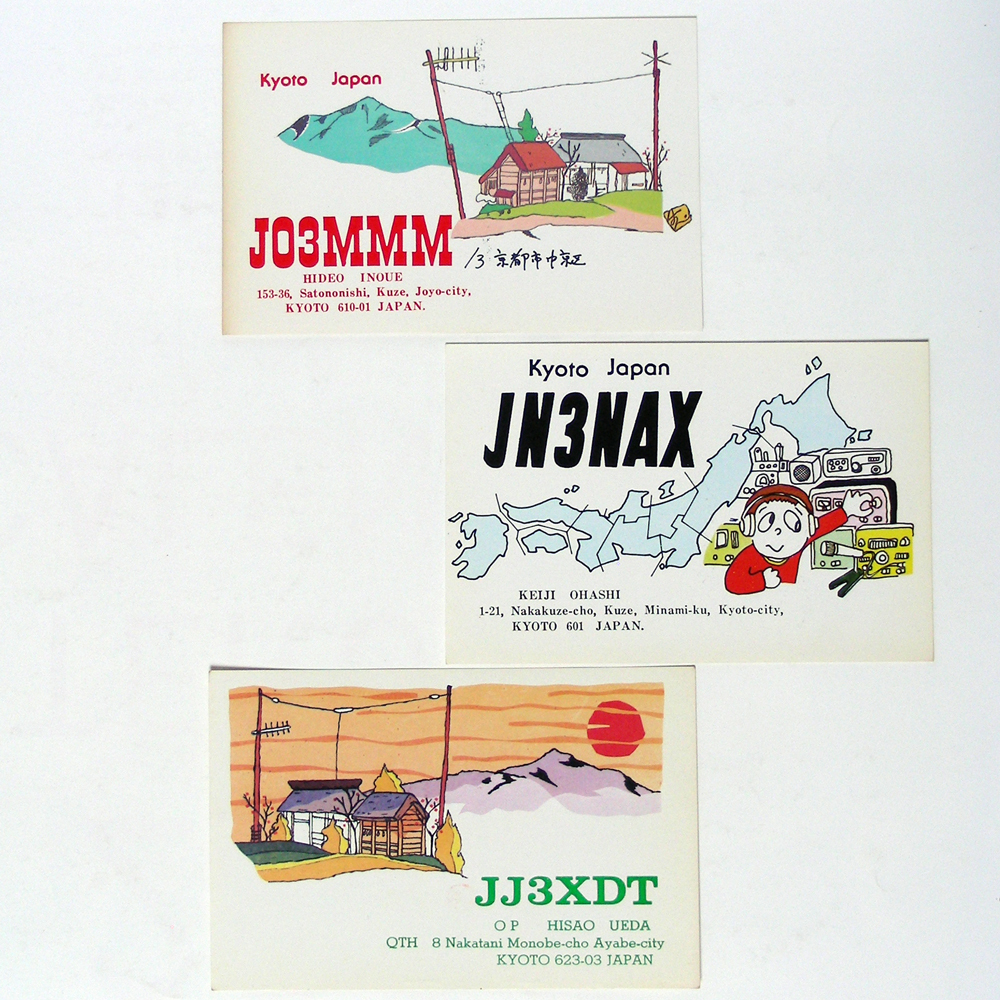 Kyoto Japan
JO3MMM
/3 京都市中京区
HIDEO INOUE
153-36, Satononishi, Kuze, Joyo-city,
KYOTO 610-01 JAPAN.
Kyoto Japan
JN3NAX
KEIJI OHASHI
1-21, Nakakuze-cho, Kuze, Minami-ku, Kyoto-city,
KYOTO 601 JAPAN.
JJ3XDT
OP HISAO UEDA
QTH 8 Nakatani Monobe-cho Ayabe-city
KYOTO 623-03 JAPAN